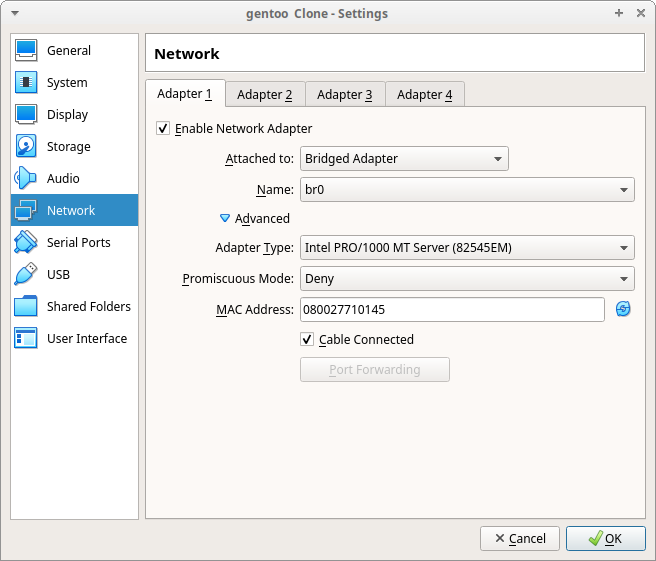 gentoo Clone - Settings
General
System
Display
Storage
Audio
Network
Serial Ports
USB
Shared Folders
User Interface
Network
Adapter 1
Adapter 2
Adapter 3
Adapter 4
Enable Network Adapter
Attached to: Bridged Adapter
Name: br0
Advanced
Adapter Type: Intel PRO/1000 MT Server (82545EM)
Promiscuous Mode: Deny
MAC Address: 080027710145
Cable Connected
Port Forwarding
Cancel
OK